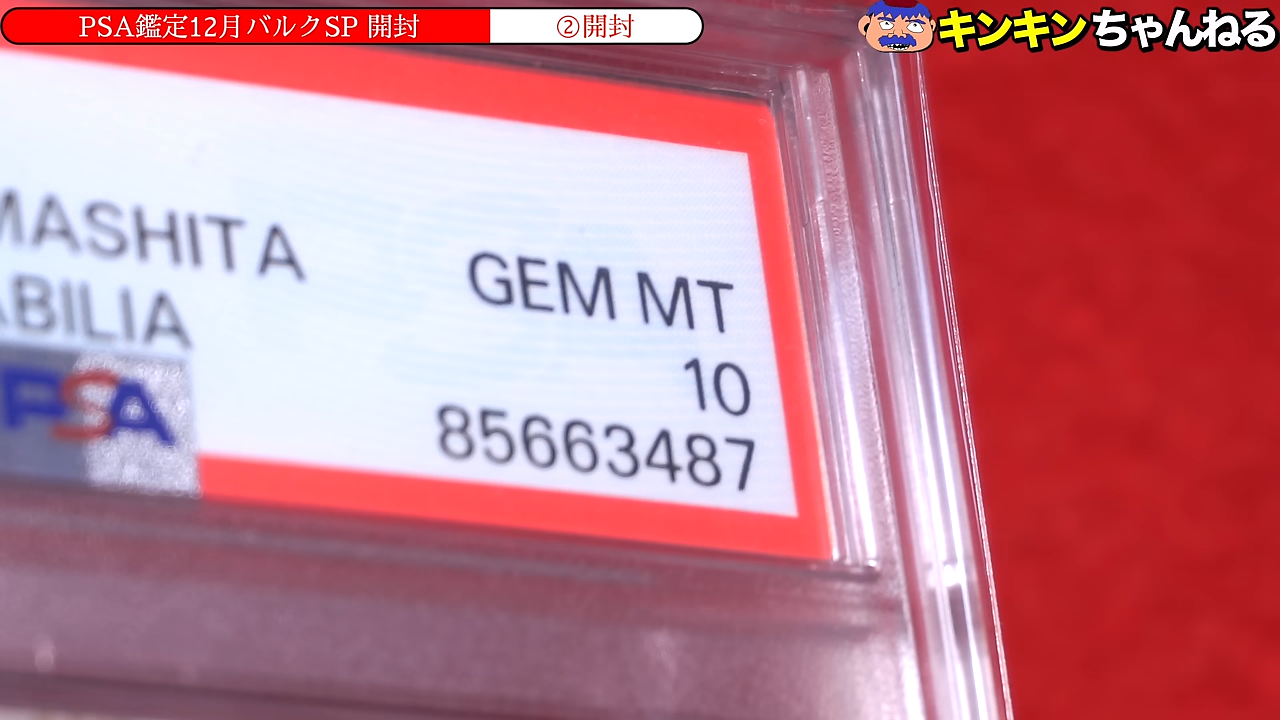 PSA鑑定12月バルクSP 開封
②開封
キンキンちゃんねる
MASHITA
GEM MT
ABILIA
10
PSA
85663487